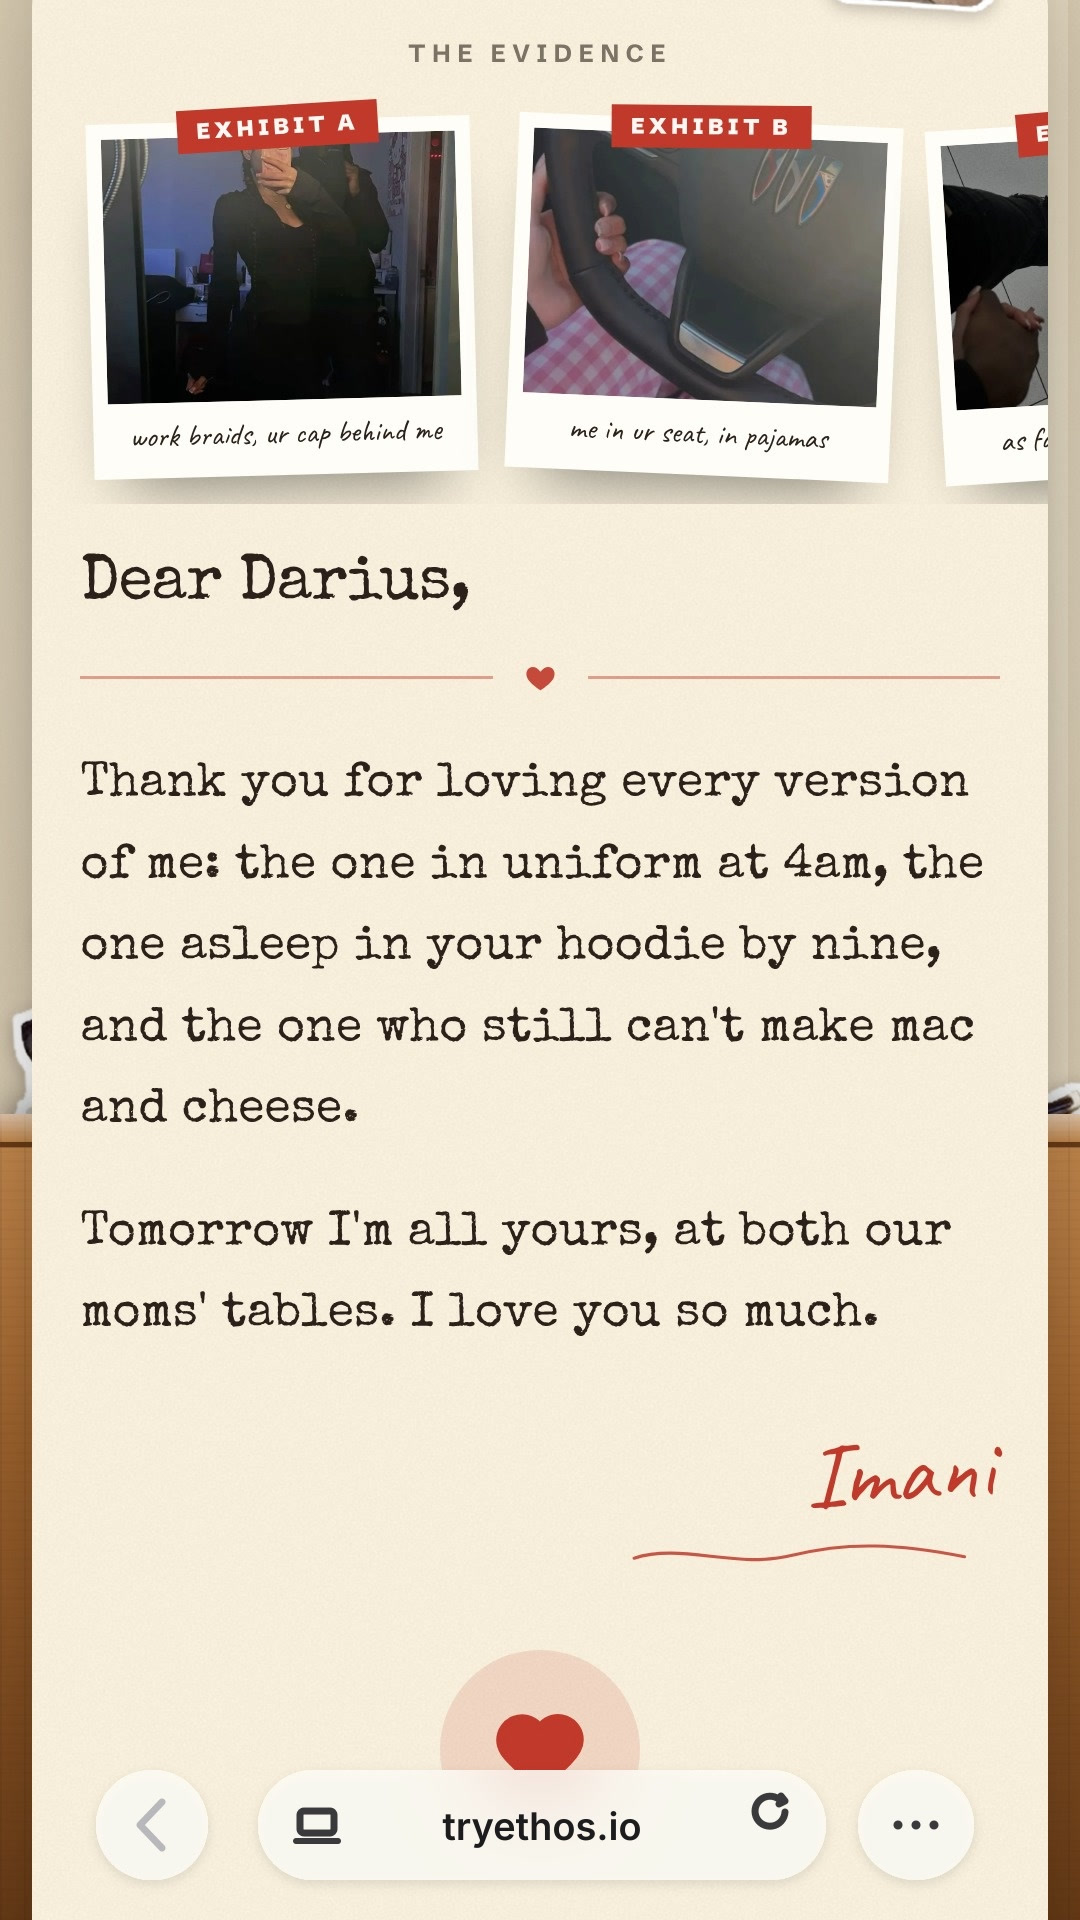 THE EVIDENCE
EXHIBIT A
EXHIBIT B
work braids, ur cap behind me
me in ur seat, in pajamas
as
Dear Darius,
Thank you for loving every version
of me: the one in uniform at 4am, the
one asleep in your hoodie by nine,
and the one who still can't make mac
and cheese.
Tomorrow I'm all yours, at both our
moms' tables. I love you so much.
Imani
tryethos.io